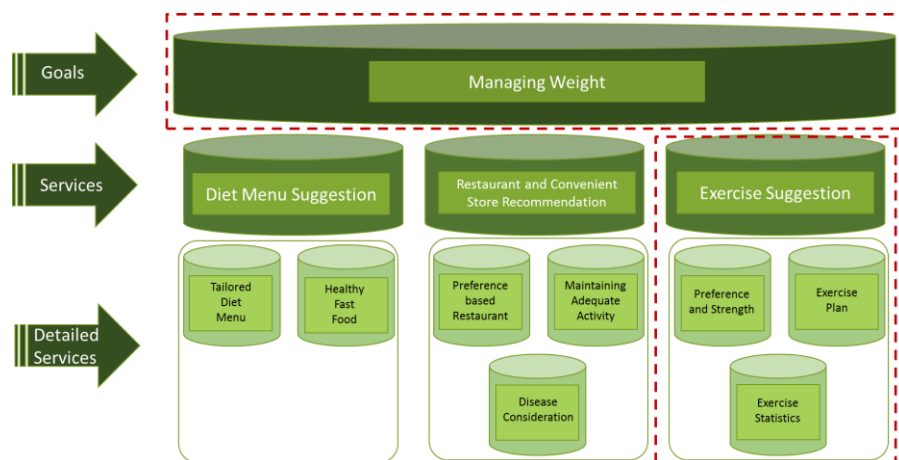 Goals
Managing Weight
Services
Diet Menu Suggestion
Restaurant and Convenient
Store Recommendation
Exercise Suggestion
Detailed
Services
Tailored
Diet
Menu
Healthy
Fast
Food
Preference
based
Restaurant
Maintaining
Adequate
Activity
Disease
Consideration
Preference
and Strength
Exercise
Plan
Exercise
Statistics